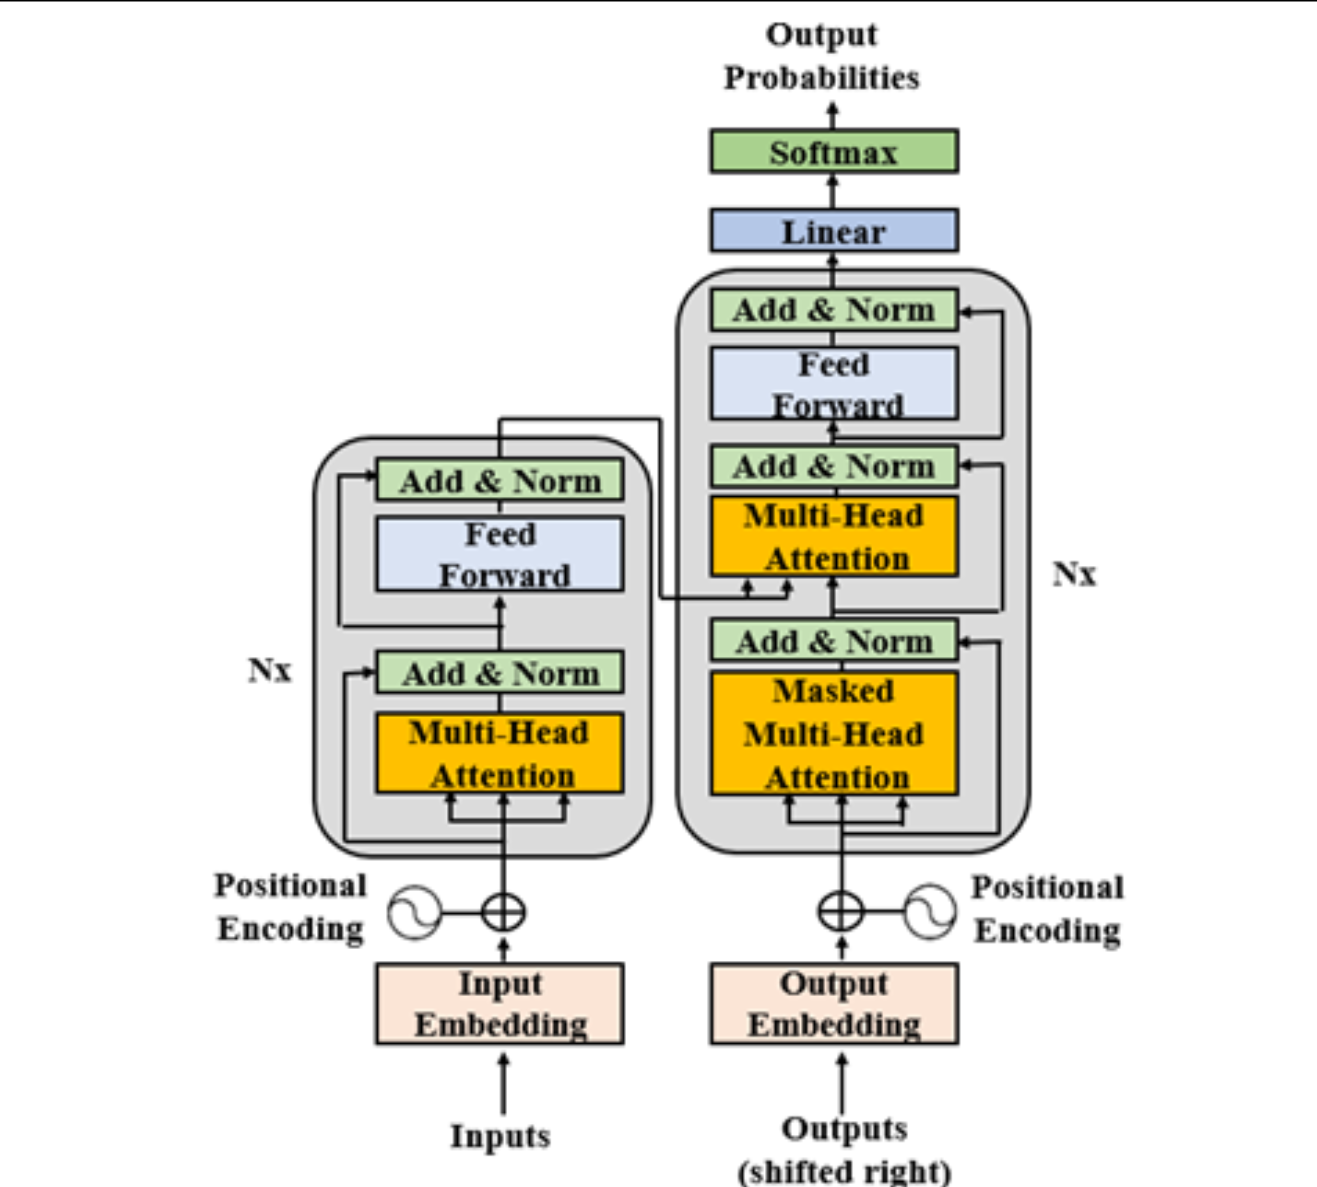 Output
Probabilities
Softmax
Linear
Add & Norm
Feed
Forward
Add & Norm
Multi-Head
Attention
Nx
Add & Norm
Masked
Multi-Head
Attention
Add & Norm
Feed
Forward
Nx
Add & Norm
Multi-Head
Attention
Positional
Encoding
Positional
Encoding
Input
Embedding
Output
Embedding
Inputs
Outputs
(shifted right)